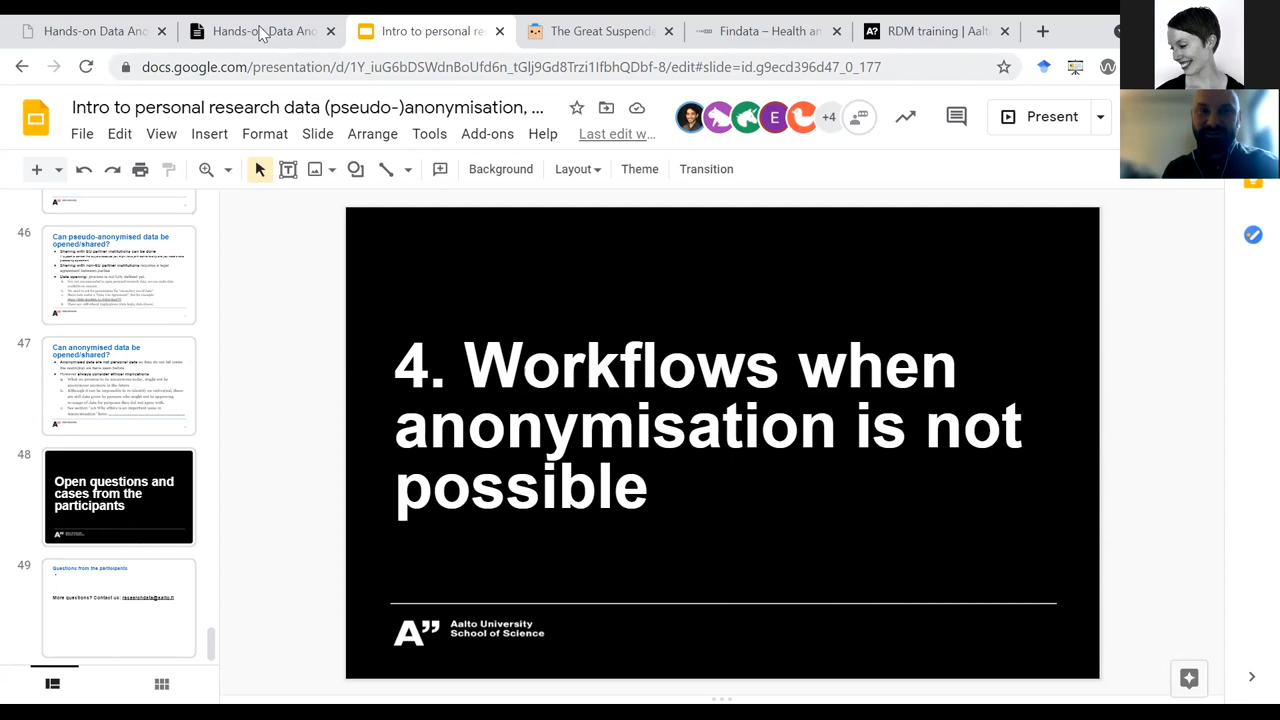 Hands-on Data Ano
Hands-o Data Ano
Intro to personal re
The Great Suspend
Findata – Health an
RDM training | Aalt
docs.google.com/presentation/d/1Y_iuG6bDSWdnBoUfd6n_tGlj9Gd8Trzi1IfbhQDbf-8/edit#slide=id.g9ecd396d47_0_177
Intro to personal research data (pseudo-)anonymisation, ...
E
+4
Present
File Edit View Insert Format Slide Arrange Tools Add-ons Help Last edit w...
Background Layout Theme Transition
46
Can pseudo-anonymised data be
opened/shared?
47
Can anonymised data be
opened/shared?
48
Open questions and
cases from the
participants
49
Questions from the participants
More questions? Contact us: researchdata@aalto.fi
4. Workflows when
anonymisation is not
possible
A”
Aalto University
School of Science